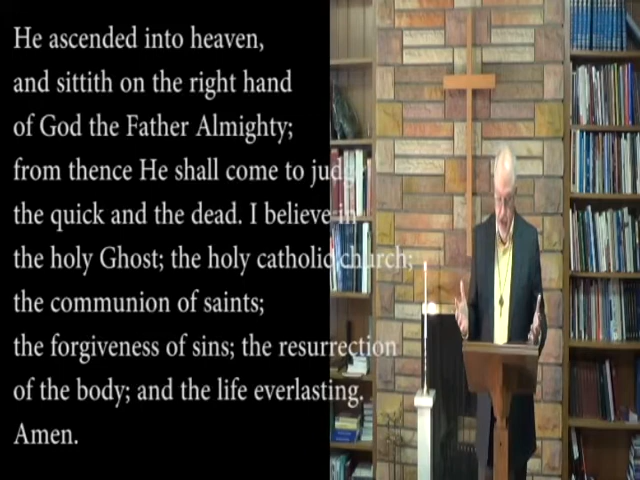 He ascended into heaven,
and sittith on the right hand
of God the Father Almighty;
from thence He shall come to judge
the quick and the dead. I believe in
the holy Ghost; the holy catholic church;
the communion of saints;
the forgiveness of sins; the resurrection
of the body; and the life everlasting.
Amen.